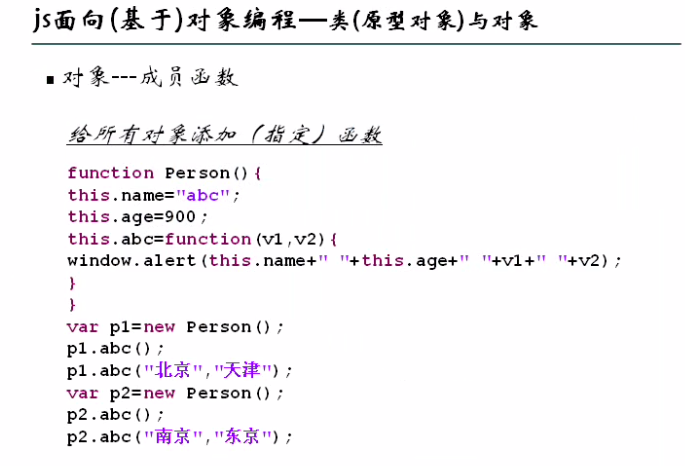 js面向(基于)对象编程—类(原型对象)与对象
▪ 对象---成员函数
给所有对象添加（指定）函数
function Person(){
this.name="abc";
this.age=900;
this.abc=function(v1,v2){
window.alert(this.name+" "+this.age+" "+v1+" "+v2);
}
}
var p1=new Person();
p1.abc();
p1.abc("北京","天津");
var p2=new Person();
p2.abc();
p2.abc("南京","东京");